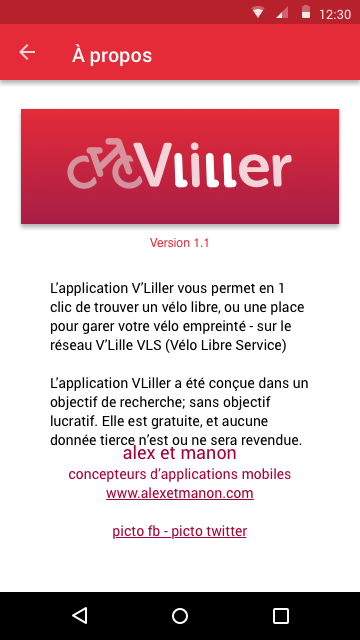 12:30
À propos
Vliller
Version 1.1
L'application V'Liller vous permet en 1
clic de trouver un vélo libre, ou une place
pour garer votre vélo empreinté - sur le
réseau V'Lille VLS (Vélo Libre Service)
L'application VLiller a été conçue dans un
objectif de recherche; sans objectif
lucratif. Elle est gratuite, et aucune
donnée tierce n'est ou ne sera revendue.
alex et manon
concepteurs d'applications mobiles
www.alexetmanon.com
picto fb - picto twitter